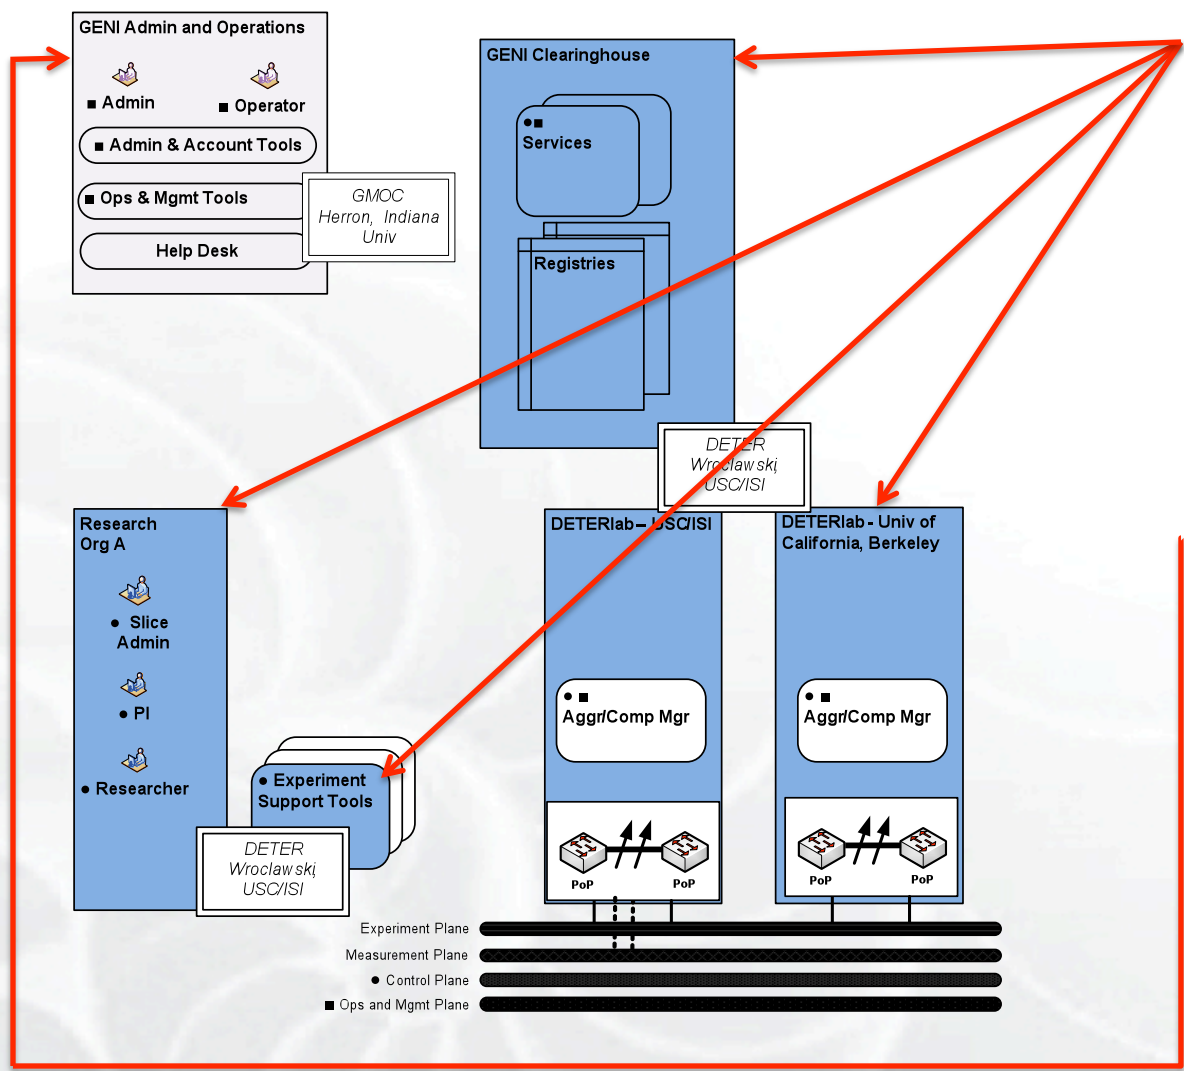 GENI Admin and Operations
Admin
Operator
Admin & Account Tools
Ops & Mgmt Tools
Help Desk
GMOC
Herron, Indiana
Univ
GENI Clearinghouse
Services
Registries
DETER
Wroclawski,
USC/ISI
Research
Org A
Slice
Admin
PI
Researcher
Experiment
Support Tools
DETER
Wroclawski,
USC/ISI
DETERlab – USC/ISI
Aggr/Comp Mgr
PoP
PoP
DETERlab - Univ of
California, Berkeley
Aggr/Comp Mgr
PoP
PoP
Experiment Plane
Measurement Plane
Control Plane
Ops and Mgmt Plane